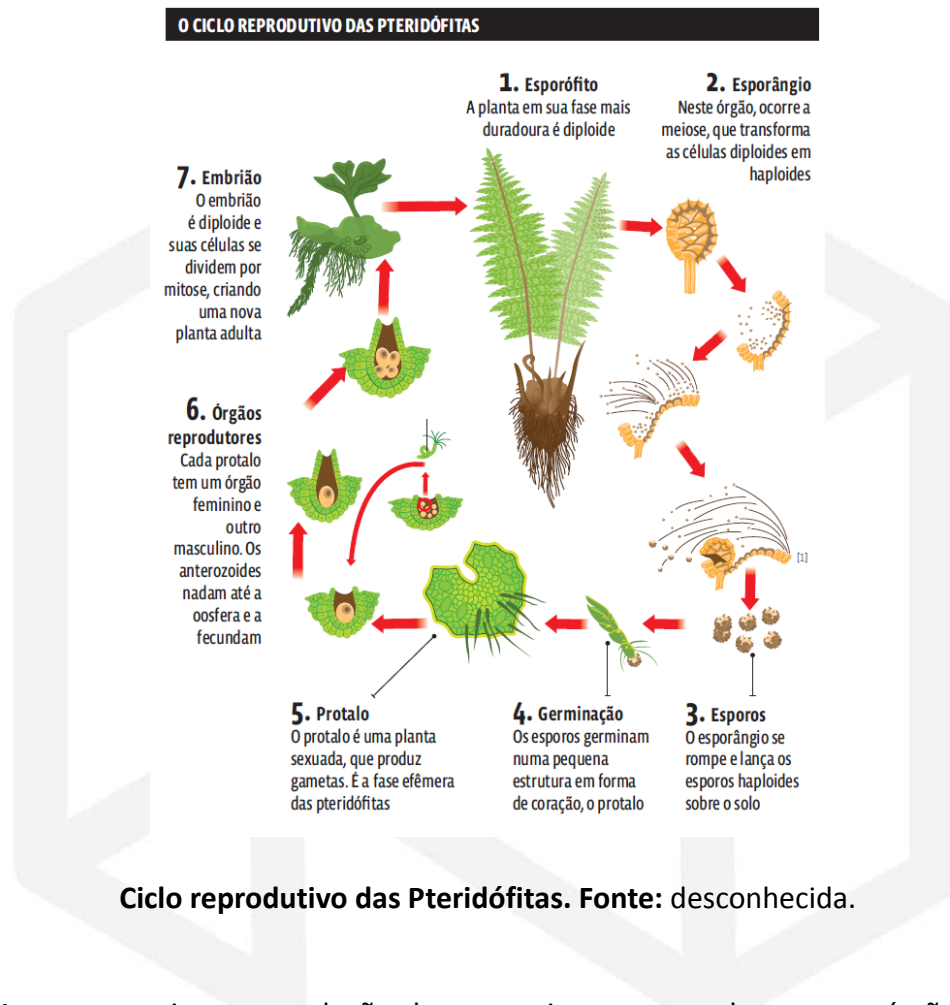 O CICLO REPRODUTIVO DAS PTERIDÓFITAS
1. Esporófito
A planta em sua fase mais
duradoura é diploide
2. Esporângio
Neste órgão, ocorre a
meiose, que transforma
as células diploides em
haploides
7. Embrião
O embrião
é diploide e
suas células se
dividem por
mitose, criando
uma nova
planta adulta
6. Órgãos
reprodutores
Cada protalo
tem um órgão
feminino e
outro
masculino. Os
anterozoides
nadam até a
oosfera e a
fecundam
[1]
5. Protalo
O protalo é uma planta
sexuada, que produz
gametas. É a fase efêmera
das pteridófitas
4. Germinação
Os esporos germinam
numa pequena
estrutura em forma
de coração, o protalo
3. Esporos
O esporângio se
rompe e lança os
esporos haploides
sobre o solo
Ciclo reprodutivo das Pteridófitas. Fonte: desconhecida.